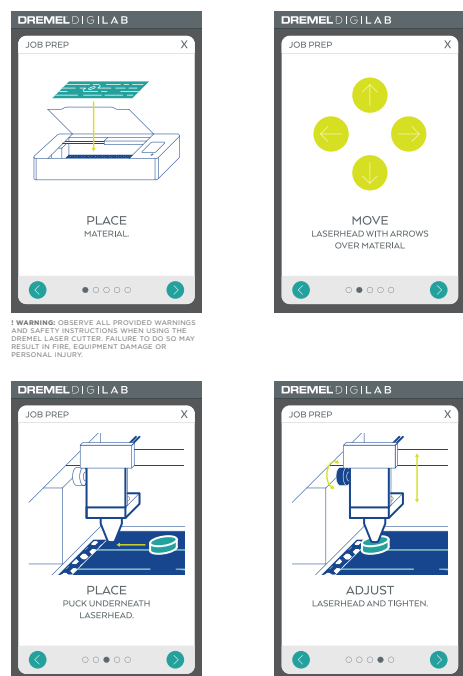 DREMEL DIGILAB
JOB PREP X
PLACE
MATERIAL.
! WARNING: OBSERVE ALL PROVIDED WARNINGS
AND SAFETY INSTRUCTIONS WHEN USING THE
DREMEL LASER CUTTER. FAILURE TO DO SO MAY
RESULT IN FIRE, EQUIPMENT DAMAGE OR
PERSONAL INJURY.
DREMEL DIGILAB
JOB PREP X
MOVE
LASERHEAD WITH ARROWS
OVER MATERIAL
DREMEL DIGILAB
JOB PREP X
PLACE
PUCK UNDERNEATH
LASERHEAD.
DREMEL DIGILAB
JOB PREP X
ADJUST
LASERHEAD AND TIGHTEN.